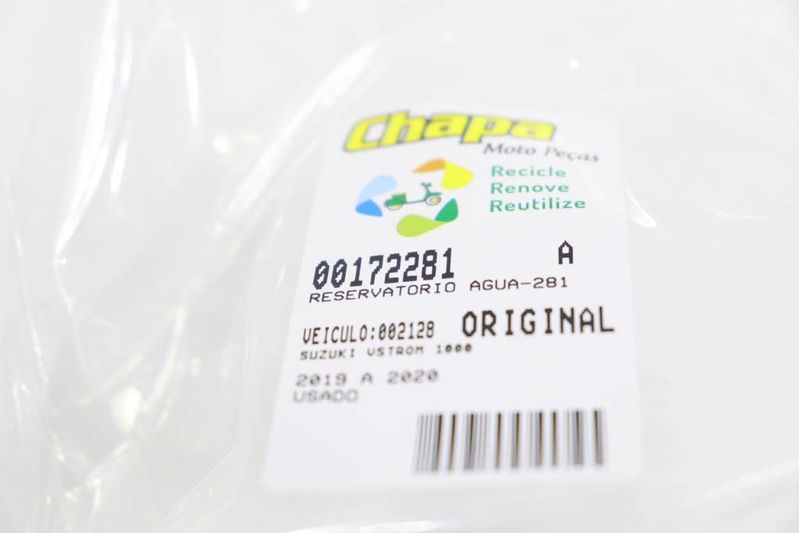 Chapa
Moto Peças
Recicle
Renove
Reutilize
00172281 A
RESERVATORIO AGUA-281
VEICULO:002128 ORIGINAL
SUZUKI VSTROM 1000
2019 A 2020
USADO